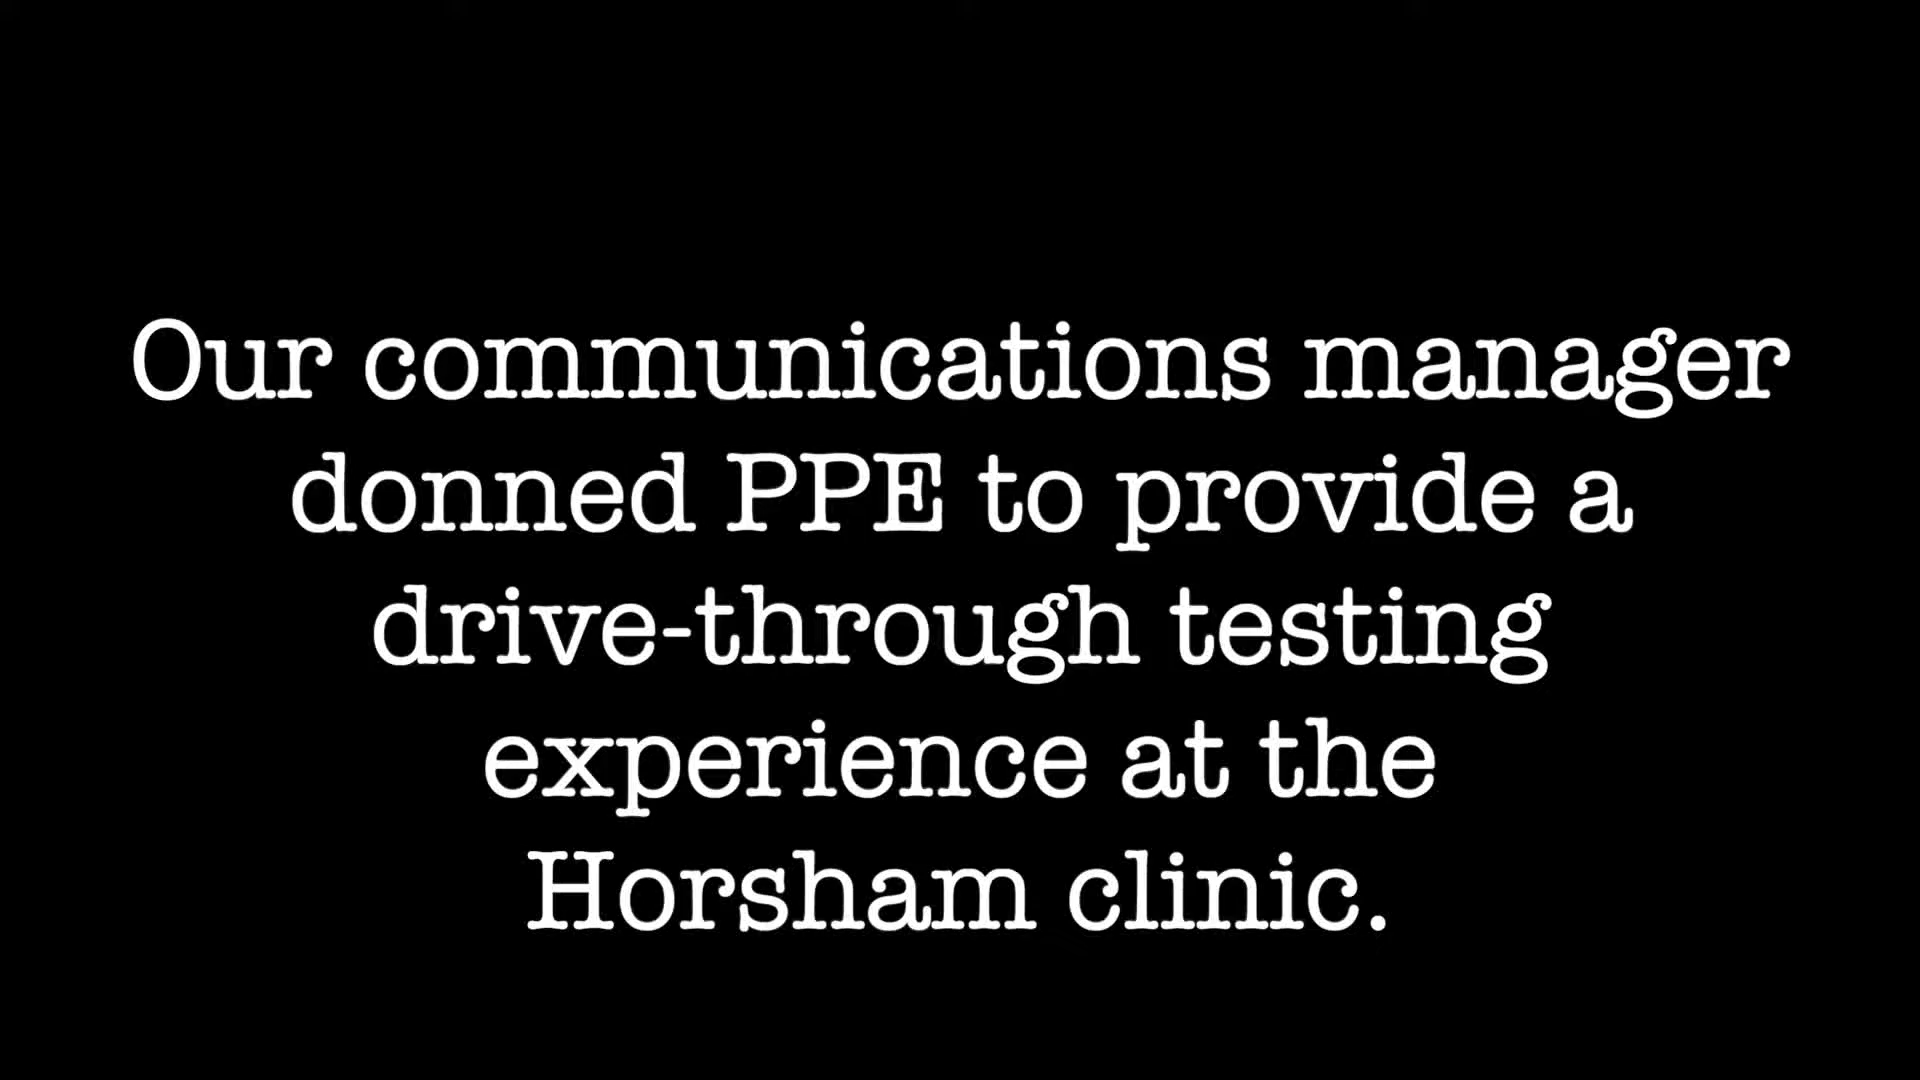 Our communications manager
donned PPE to provide a
drive-through testing
experience at the
Horsham clinic.